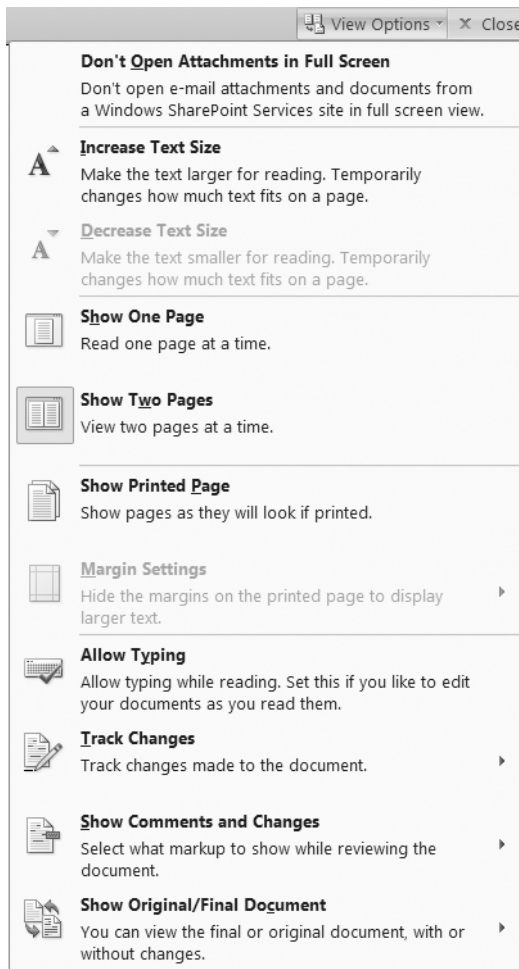 View Options Close
Don't Open Attachments in Full Screen
Don't open e-mail attachments and documents from
a Windows SharePoint Services site in full screen view.
Increase Text Size
Make the text larger for reading. Temporarily
changes how much text fits on a page.
Decrease Text Size
Make the text smaller for reading. Temporarily
changes how much text fits on a page.
Show One Page
Read one page at a time.
Show Two Pages
View two pages at a time.
Show Printed Page
Show pages as they will look if printed.
Margin Settings
Hide the margins on the printed page to display
larger text.
Allow Typing
Allow typing while reading. Set this if you like to edit
your documents as you read them.
Track Changes
Track changes made to the document.
Show Comments and Changes
Select what markup to show while reviewing the
document.
Show Original/Final Document
You can view the final or original document, with or
without changes.